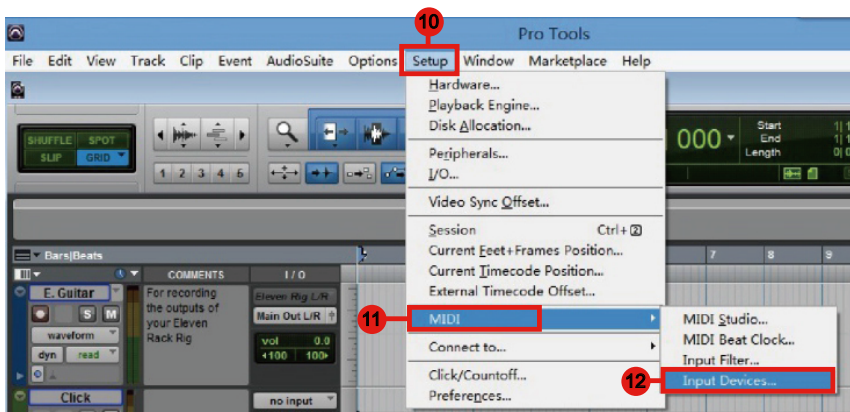 10
Pro Tools
File Edit View Track Clip Event AudioSuite Options Setup Window Marketplace Help
Hardware...
Playback Engine...
Disk Allocation...
Peripherals...
I/O...
Video Sync Offset...
Session Ctrl+2
Current Feet+Frames Position...
Current Timecode Position...
External Timecode Offset...
11 MIDI
Connect to...
Click/Countoff...
Preferences...
MIDI Studio...
MIDI Beat Clock...
Input Filter...
12 Input Devices...
SHUFFLE SPOT
SLIP GRID
1 2 3 4 5
000
Start
End
Length
Bars|Beats
7 8 9
COMMENTS I / O
E. Guitar
S M
waveform
dyn read
For recording
the outputs of
your Eleven
Rack Rig
Eleven Rig L/R
Main Out L/R
vol 0.0
100 100
Click
no input